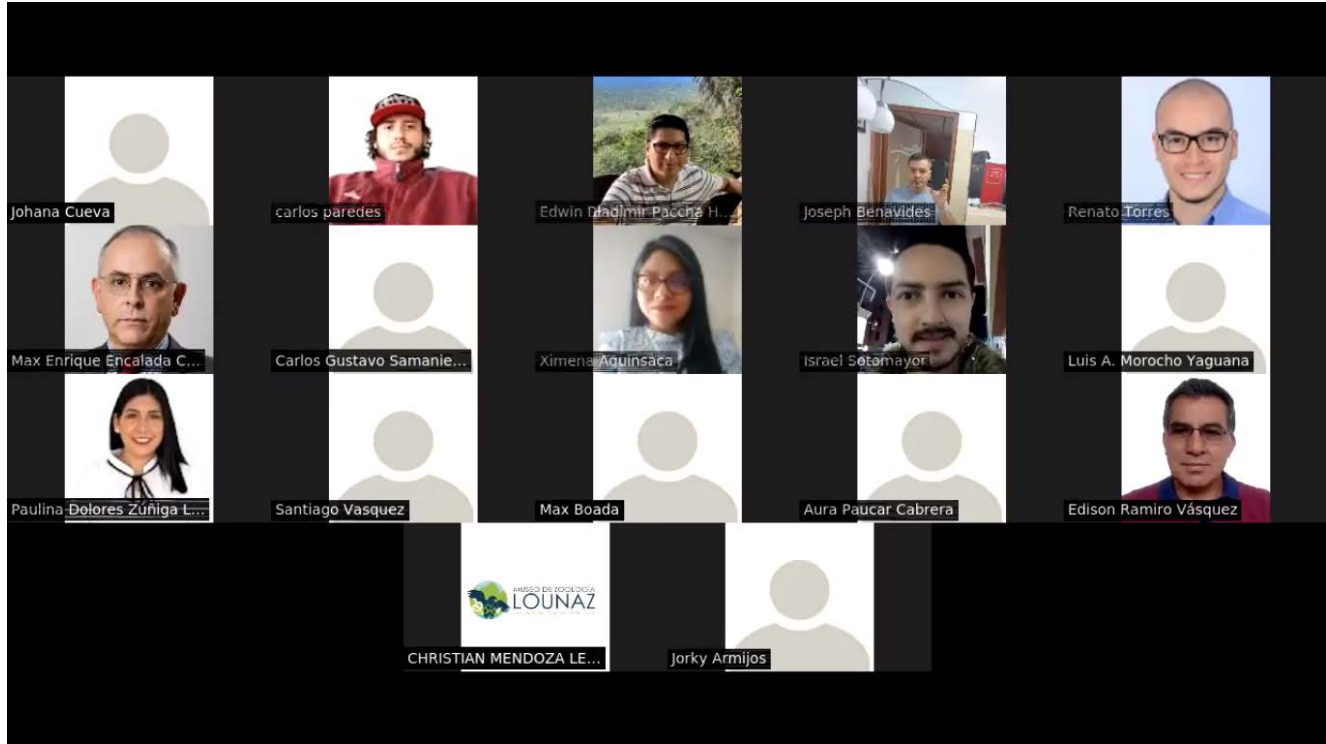 Johana Cueva
carlos paredes
Edwin Dladimir Paccha H...
Joseph Benavides
Renato Torres
Max Enrique Encalada C...
Carlos Gustavo Samanie...
Ximena Aguinsaca
Israel Sotomayor
Luis A. Morocho Yaguana
Paulina Dolores Zúñiga L...
Santiago Vasquez
Max Boada
Aura Paucar Cabrera
Edison Ramiro Vásquez
MUSEO DE ZOOLOGÍA
LOUNAZ
CHRISTIAN MENDOZA LE...
Jorky Armijos